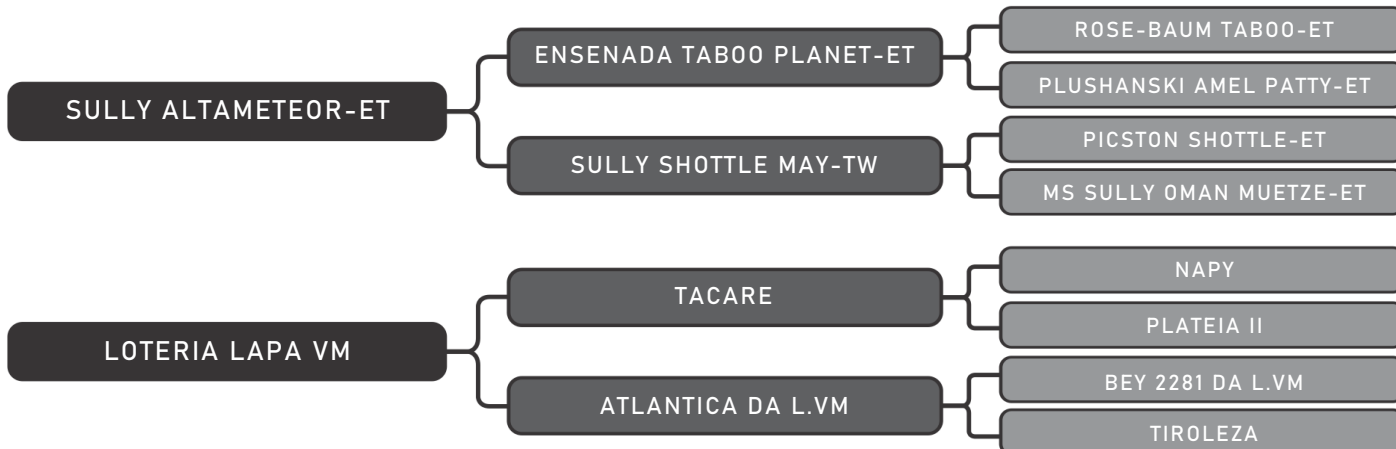 SULLY ALTAMETEOR-ET
ENSENADA TABOO PLANET-ET
ROSE-BAUM TABOO-ET
PLUSHANSKI AMEL PATTY-ET
SULLY SHOTTLE MAY-TW
PICSTON SHOTTLE-ET
MS SULLY OMAN MUETZE-ET
LOTERIA LAPA VM
TACARE
NAPY
PLATEIA II
ATLANTICA DA L.VM
BEY 2281 DA L.VM
TIROLEZA